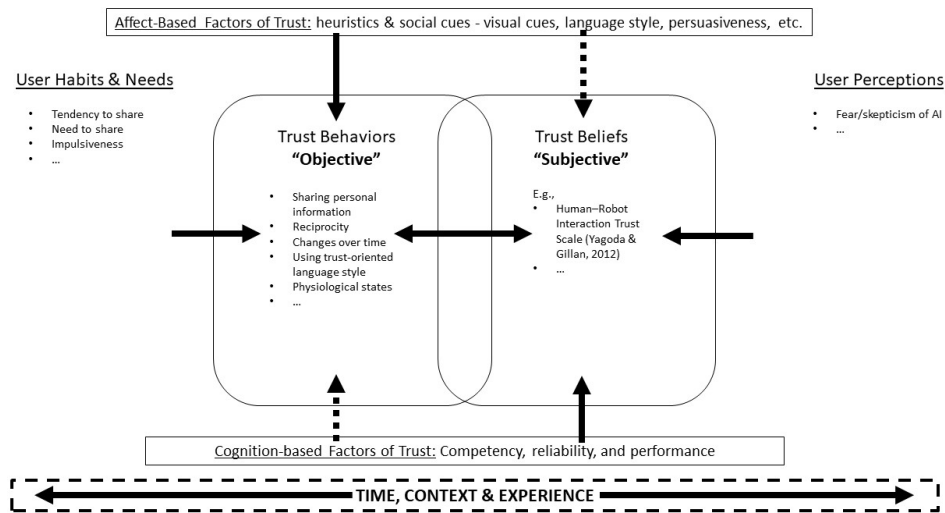 Affect-Based Factors of Trust: heuristics & social cues - visual cues, language style, persuasiveness, etc.
User Habits & Needs
• Tendency to share
• Need to share
• Impulsiveness
• ...
Trust Behaviors
“Objective”
• Sharing personal
information
• Reciprocity
• Changes over time
• Using trust-oriented
language style
• Physiological states
• ...
Trust Beliefs
“Subjective”
E.g.,
• Human–Robot
Interaction Trust
Scale (Yagoda &
Gillan, 2012)
• ...
User Perceptions
• Fear/skepticism of AI
• ...
Cognition-based Factors of Trust: Competency, reliability, and performance
TIME, CONTEXT & EXPERIENCE